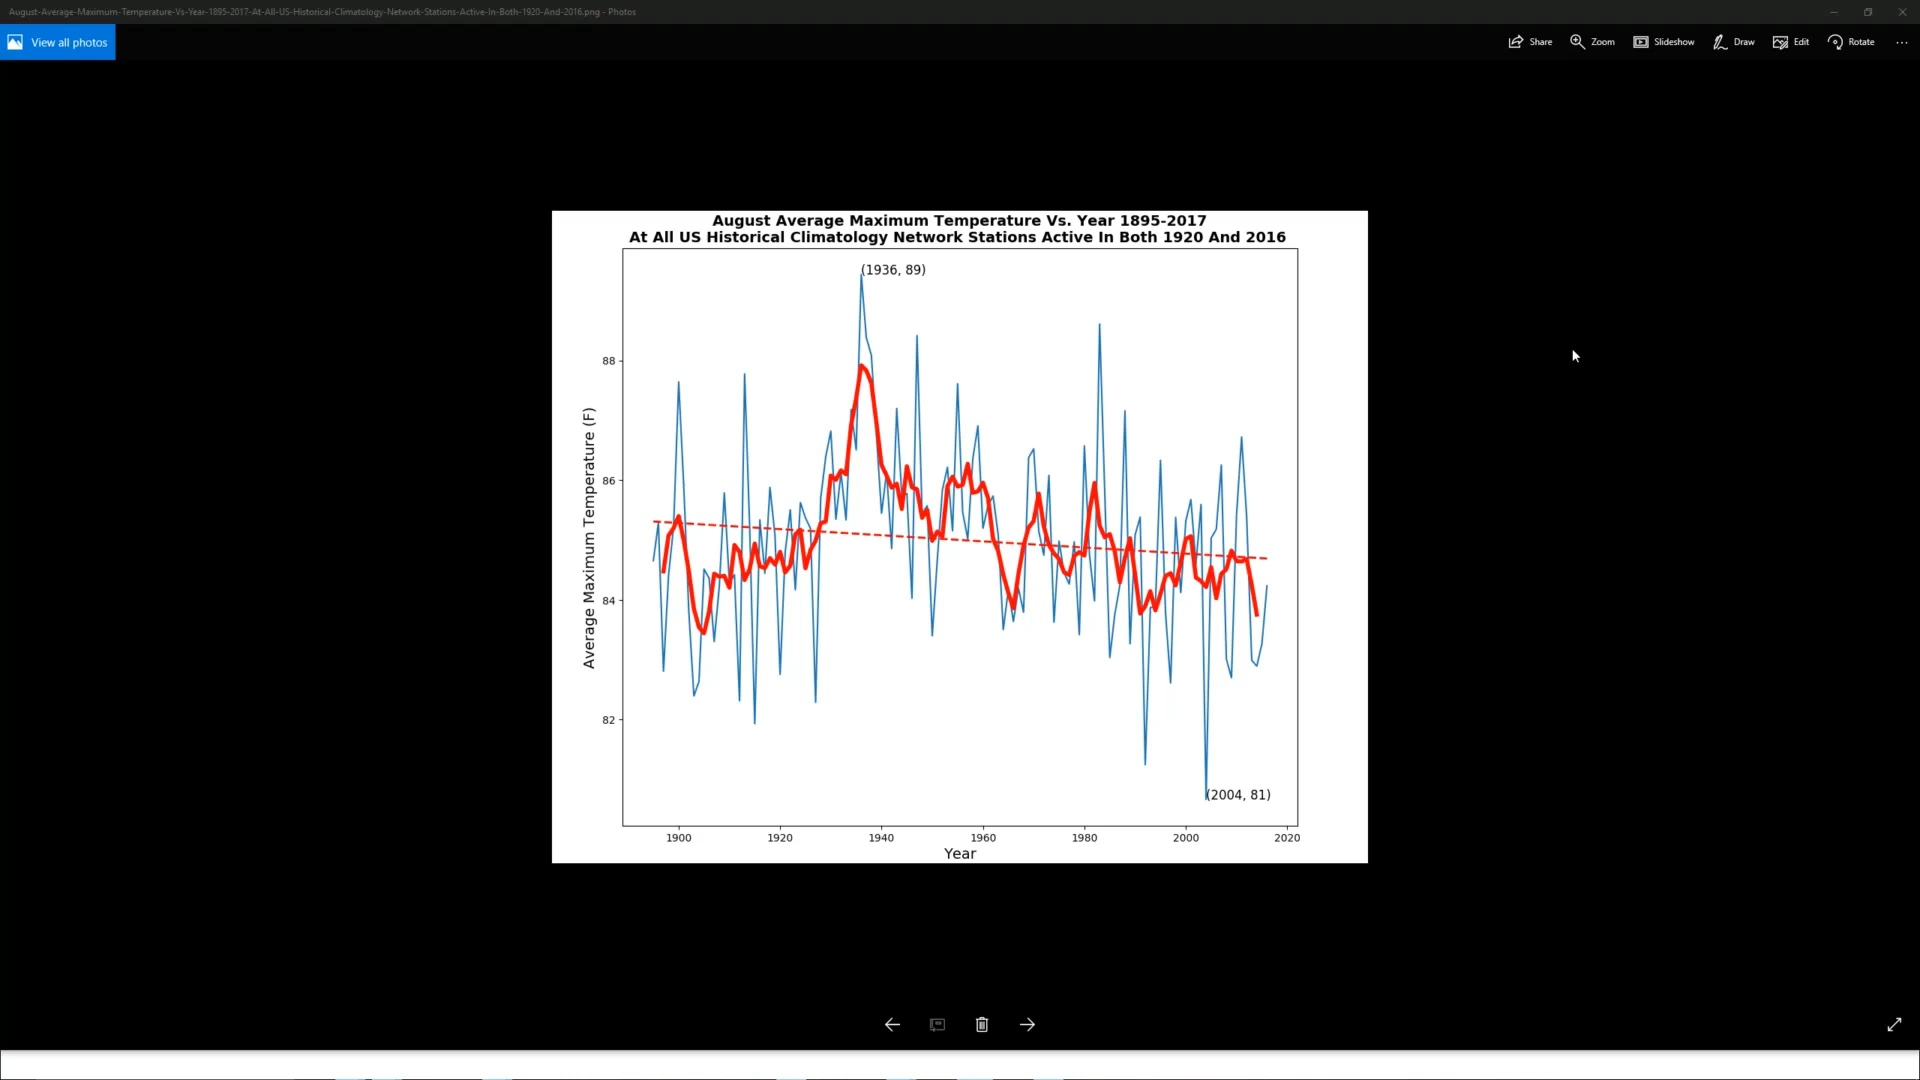 August-Average-Maximum-Temperature-Vs-Year-1895-2017-At-All-US-Historical-Climatology-Network-Stations-Active-In-Both-1920-And-2016.png - Photos
View all photos
Share
Zoom
Slideshow
Draw
Edit
Rotate
August Average Maximum Temperature Vs. Year 1895-2017
At All US Historical Climatology Network Stations Active In Both 1920 And 2016
(1936, 89)
88
86
84
82
Average Maximum Temperature (F)
(2004, 81)
1900 1920 1940 1960 1980 2000 2020
Year